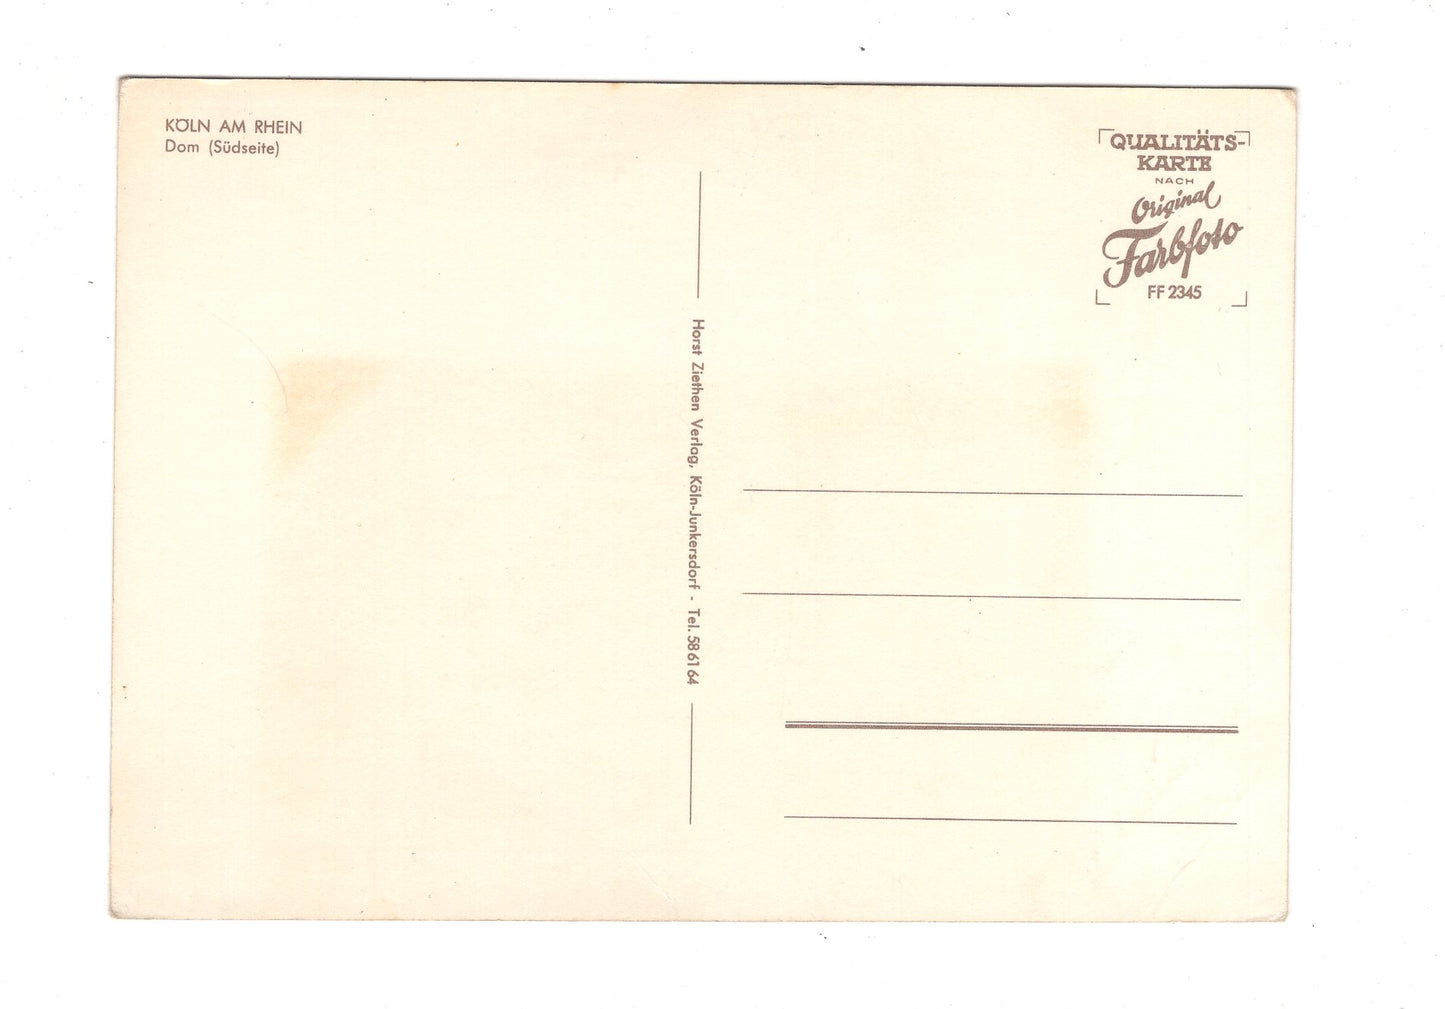 KÖLN AM RHEIN
Dom (Südseite)
QUALITÄTS-
KARTE
NACH
Original
Farbfoto
FF 2345
Horst Ziethen Verlag, Köln-Junkersdorf - Tel. 58 61 64